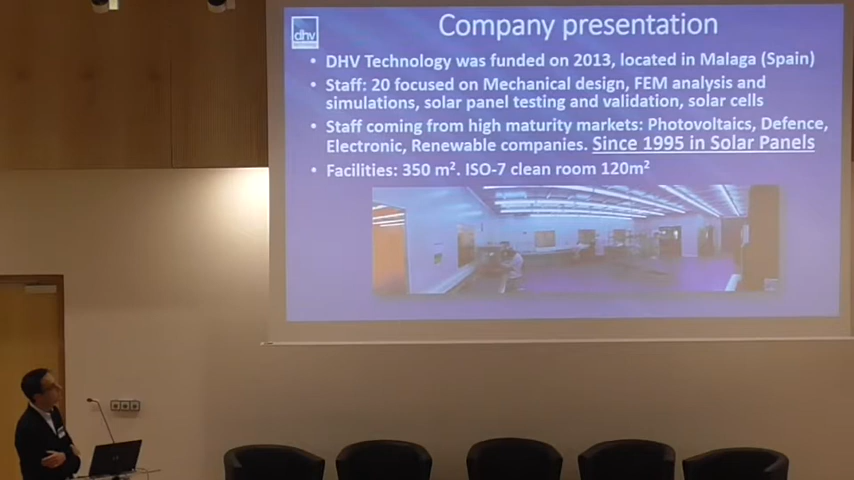 dhv
Company presentation
• DHV Technology was funded on 2013, located in Malaga (Spain)
• Staff: 20 focused on Mechanical design, FEM analysis and
simulations, solar panel testing and validation, solar cells
• Staff coming from high maturity markets: Photovoltaics, Defence,
Electronic, Renewable companies. Since 1995 in Solar Panels
• Facilities: 350 m². ISO-7 clean room 120m²